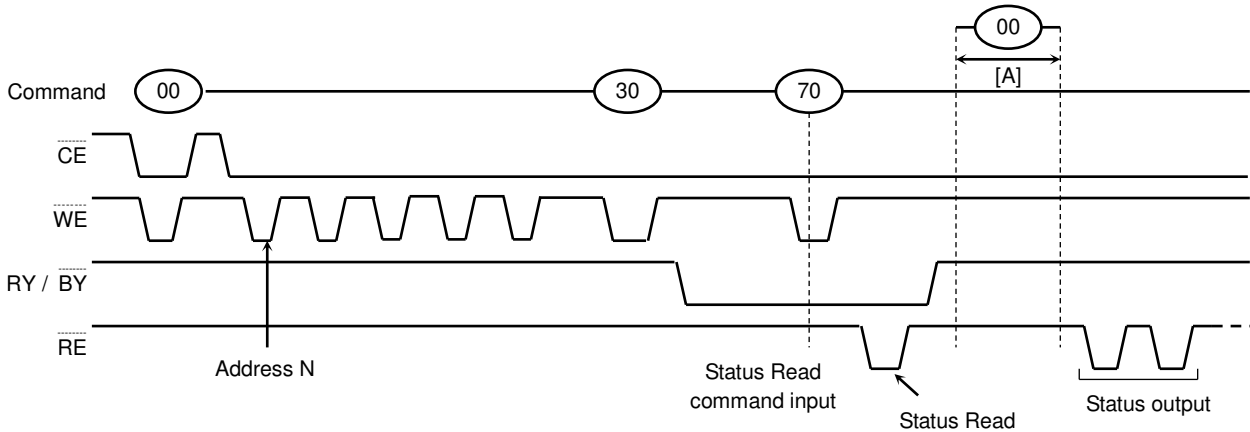 00
[A]
Command 00 30 70
CE
WE
RY / BY
RE
Address N
Status Read
command input
Status Read
Status output